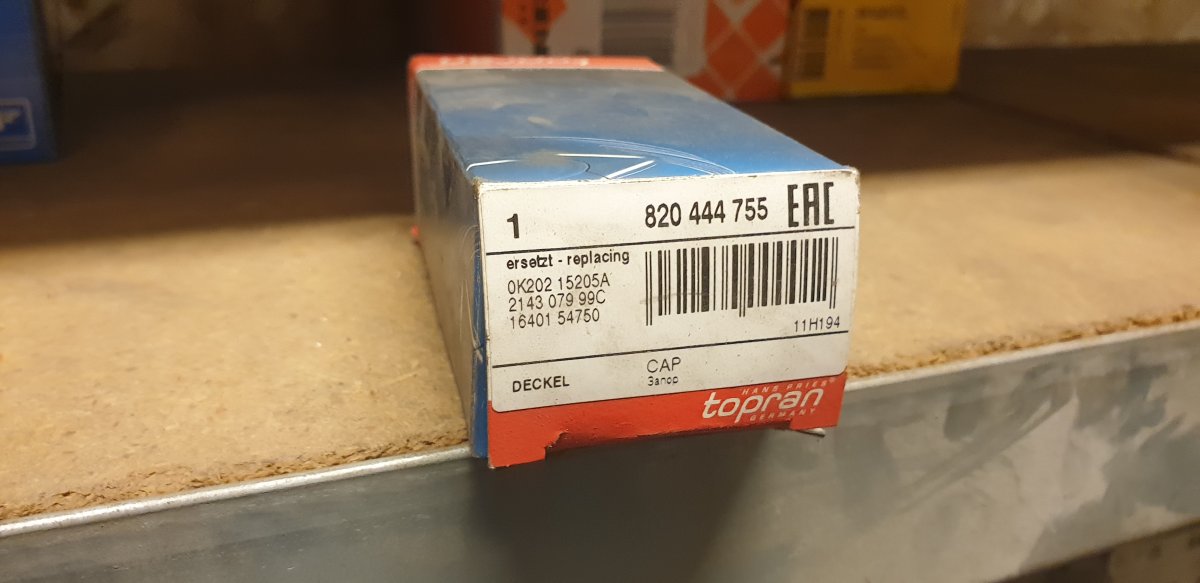 1 820 444 755 EAC
ersetzt - replacing
0K202 15205A
2143 079 99C
16401 54750
11H194
DECKEL CAP
Запор
HANS PRIES
topran®
GERMANY